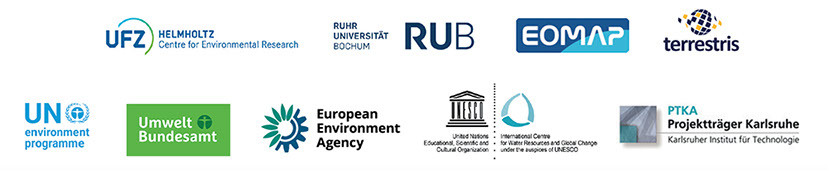 UFZ
HELMHOLTZ
Centre for Environmental Research
RUHR
UNIVERSITÄT
BOCHUM
RUB
EOMAP
terrestris
UN
environment
programme
Umwelt
Bundesamt
European
Environment
Agency
UNESCO
United Nations
Educational, Scientific and
Cultural Organization
International Centre
for Water Resources and Global Change
under the auspices of UNESCO
PTKA
Projektträger Karlsruhe
Karlsruher Institut für Technologie